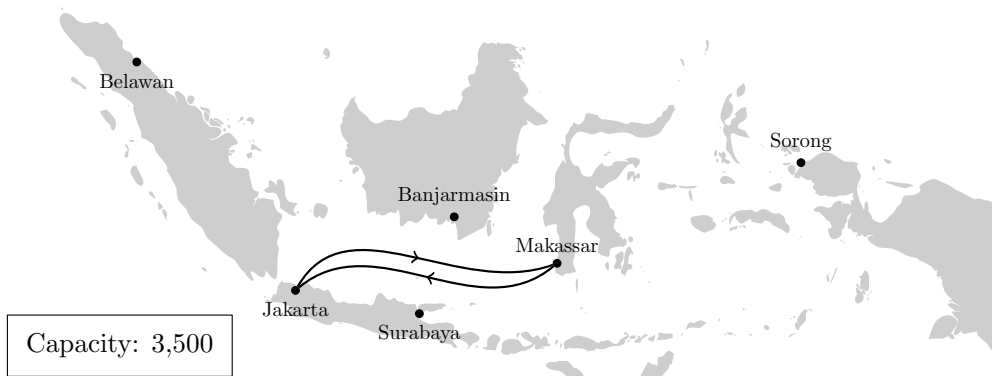 Belawan
Sorong
Banjarmasin
Makassar
Jakarta
Surabaya
Capacity: 3,500